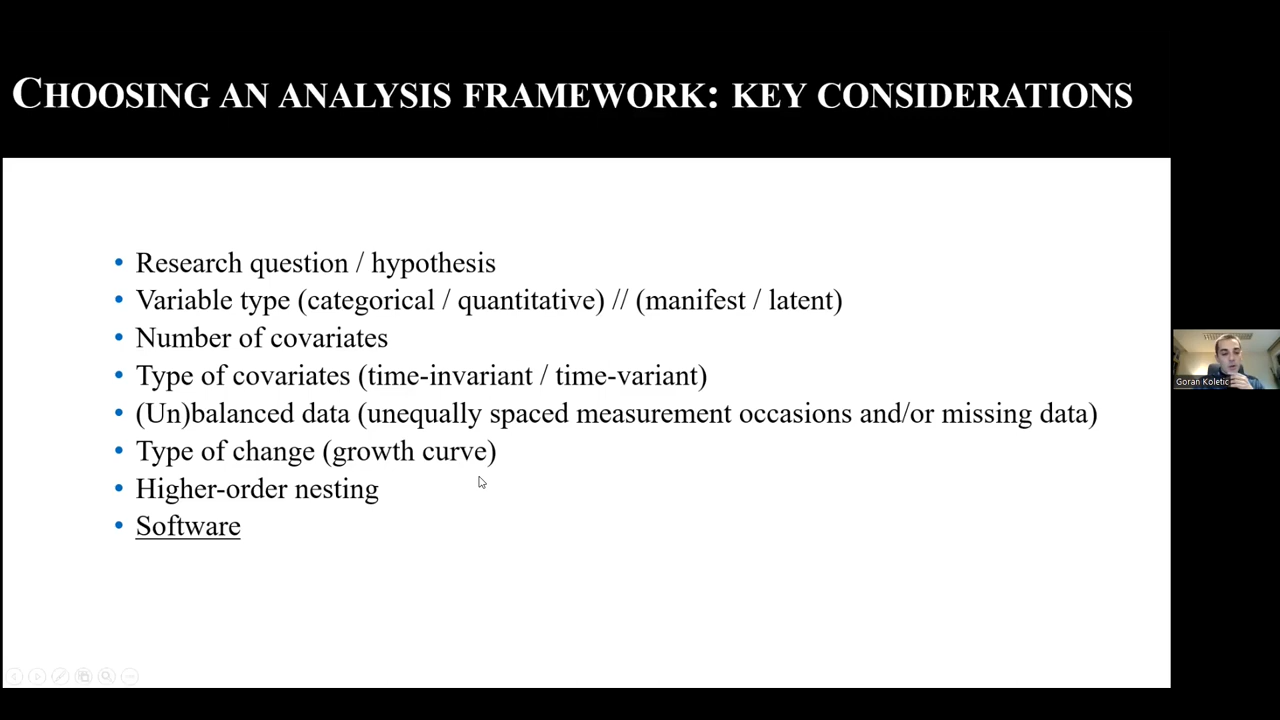 CHOOSING AN ANALYSIS FRAMEWORK: KEY CONSIDERATIONS
• Research question / hypothesis
• Variable type (categorical / quantitative) // (manifest / latent)
• Number of covariates
• Type of covariates (time-invariant / time-variant)
• (Un)balanced data (unequally spaced measurement occasions and/or missing data)
• Type of change (growth curve)
• Higher-order nesting
• Software
Goran Koletic